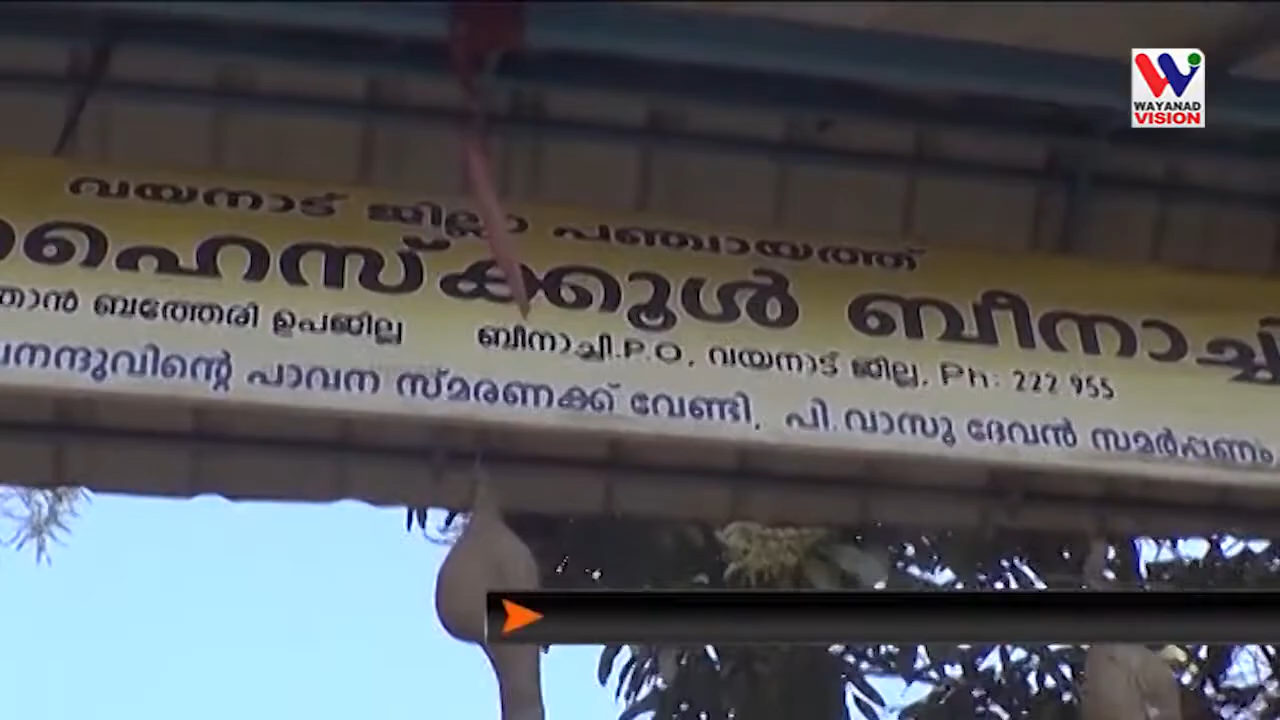 വയനാട് ജില്ലാ പഞ്ചായത്ത്
ഹൈസ്ക്കൂൾ ബീനാച്ചി
ബത്തേരി ഉപജില്ല ബീനാച്ചി.P.O, വയനാട് ജില്ല, Ph: 222 955
പാവന സ്മരണക്ക് വേണ്ടി, പി.വാസു ദേവൻ സമർപ്പണം
WAYANAD
VISION